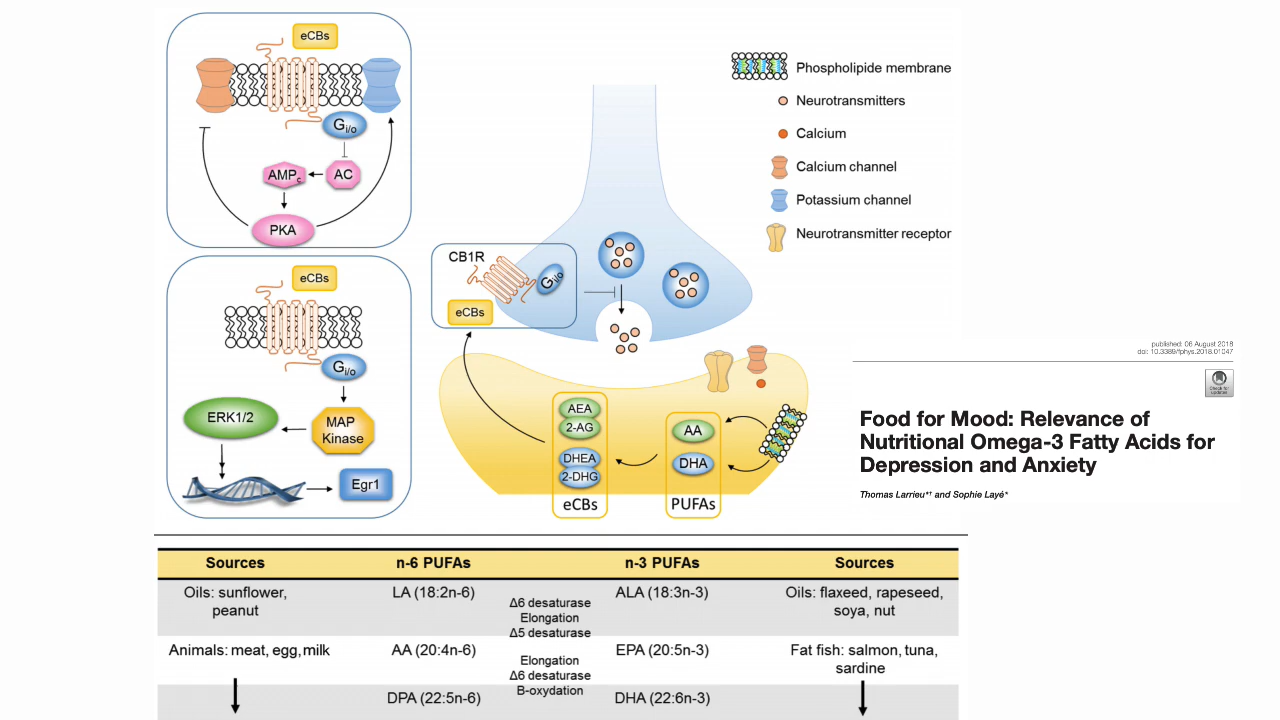 eCBs
Gi/o
AMPc
AC
PKA
eCBs
Gi/o
ERK1/2
MAP
Kinase
Egr1
CB1R
Gi/o
eCBs
AEA
2-AG
DHEA
2-DHG
eCBs
AA
DHA
PUFAs
Phospholipide membrane
Neurotransmitters
Calcium
Calcium channel
Potassium channel
Neurotransmitter receptor
published: 06 August 2018
doi: 10.3389/fphys.2018.01047
Check for
updates
Food for Mood: Relevance of
Nutritional Omega-3 Fatty Acids for
Depression and Anxiety
Thomas Larrieu*† and Sophie Layé*
Sources n-6 PUFAs n-3 PUFAs Sources
Oils: sunflower,
peanut
LA (18:2n-6)
Δ6 desaturase
Elongation
Δ5 desaturase
ALA (18:3n-3)
Oils: flaxeed, rapeseed,
soya, nut
Animals: meat, egg, milk
AA (20:4n-6)
Elongation
Δ6 desaturase
B-oxydation
EPA (20:5n-3)
Fat fish: salmon, tuna,
sardine
DPA (22:5n-6)
DHA (22:6n-3)